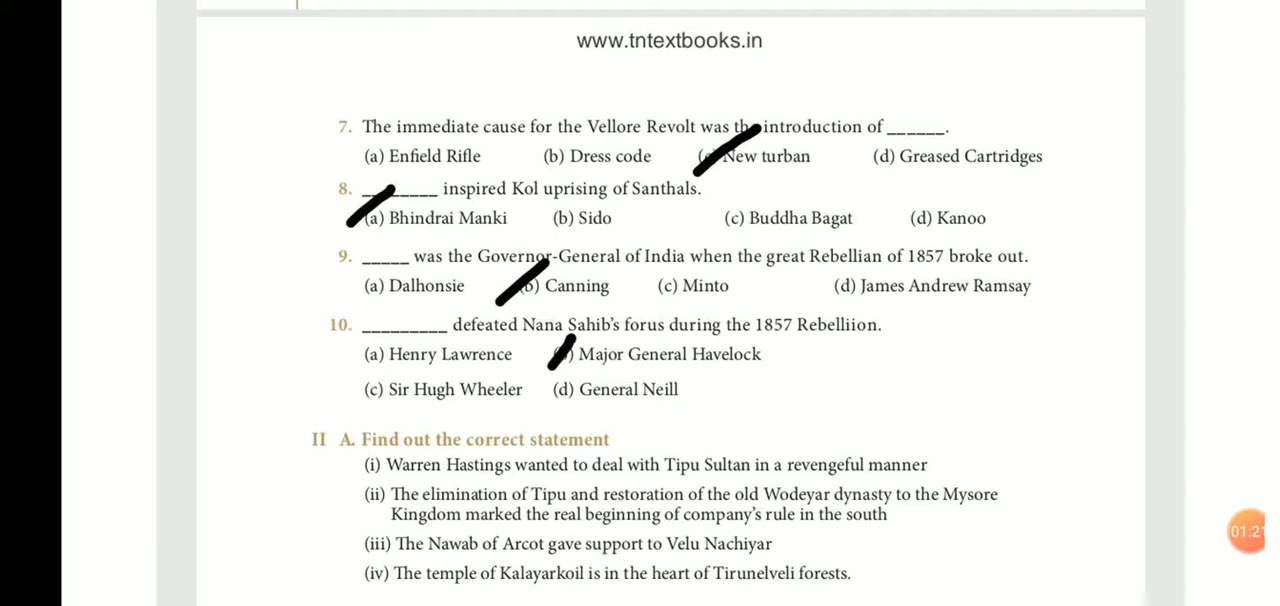 www.tntextbooks.in
7. The immediate cause for the Vellore Revolt was the introduction of ______.
(a) Enfield Rifle (b) Dress code (c) New turban (d) Greased Cartridges
8. ________ inspired Kol uprising of Santhals.
(a) Bhindrai Manki (b) Sido (c) Buddha Bagat (d) Kanoo
9. _____ was the Governor-General of India when the great Rebellian of 1857 broke out.
(a) Dalhonsie (b) Canning (c) Minto (d) James Andrew Ramsay
10. _________ defeated Nana Sahib's forus during the 1857 Rebelliion.
(a) Henry Lawrence (b) Major General Havelock
(c) Sir Hugh Wheeler (d) General Neill
II A. Find out the correct statement
(i) Warren Hastings wanted to deal with Tipu Sultan in a revengeful manner
(ii) The elimination of Tipu and restoration of the old Wodeyar dynasty to the Mysore
Kingdom marked the real beginning of company's rule in the south
(iii) The Nawab of Arcot gave support to Velu Nachiyar
(iv) The temple of Kalayarkoil is in the heart of Tirunelveli forests.
01:21